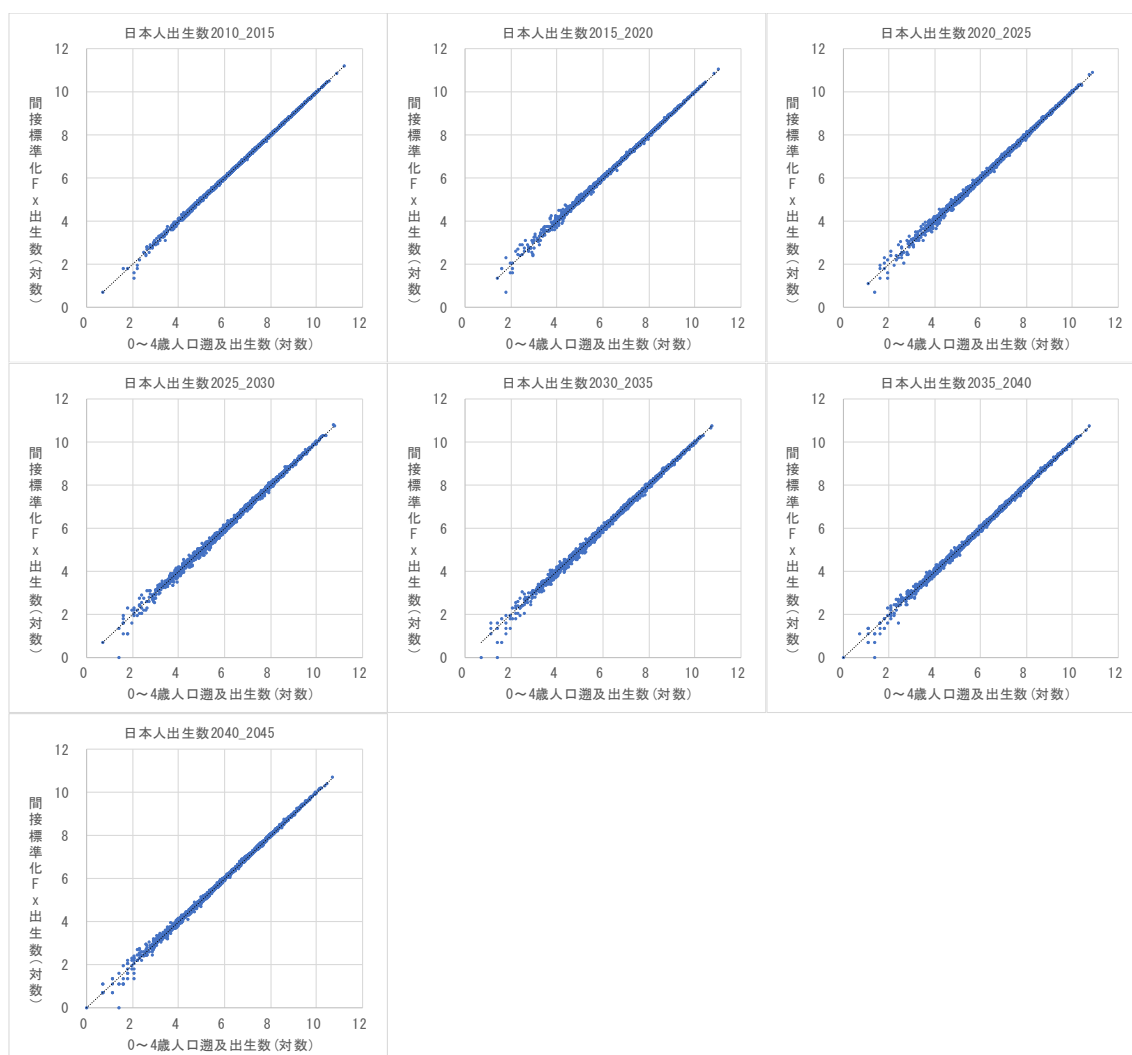 日本人出生数2010_2015
12
10
8
6
4
2
0
0 2 4 6 8 10 12
間接標準化Fx出生数(対数)
0～4歳人口遡及出生数(対数)
日本人出生数2015_2020
12
10
8
6
4
2
0
0 2 4 6 8 10 12
間接標準化Fx出生数(対数)
0～4歳人口遡及出生数(対数)
日本人出生数2020_2025
12
10
8
6
4
2
0
0 2 4 6 8 10 12
間接標準化Fx出生数(対数)
0～4歳人口遡及出生数(対数)
日本人出生数2025_2030
12
10
8
6
4
2
0
0 2 4 6 8 10 12
間接標準化Fx出生数(対数)
0～4歳人口遡及出生数(対数)
日本人出生数2030_2035
12
10
8
6
4
2
0
0 2 4 6 8 10 12
間接標準化Fx出生数(対数)
0～4歳人口遡及出生数(対数)
日本人出生数2035_2040
12
10
8
6
4
2
0
0 2 4 6 8 10 12
間接標準化Fx出生数(対数)
0～4歳人口遡及出生数(対数)
日本人出生数2040_2045
12
10
8
6
4
2
0
0 2 4 6 8 10 12
間接標準化Fx出生数(対数)
0～4歳人口遡及出生数(対数)